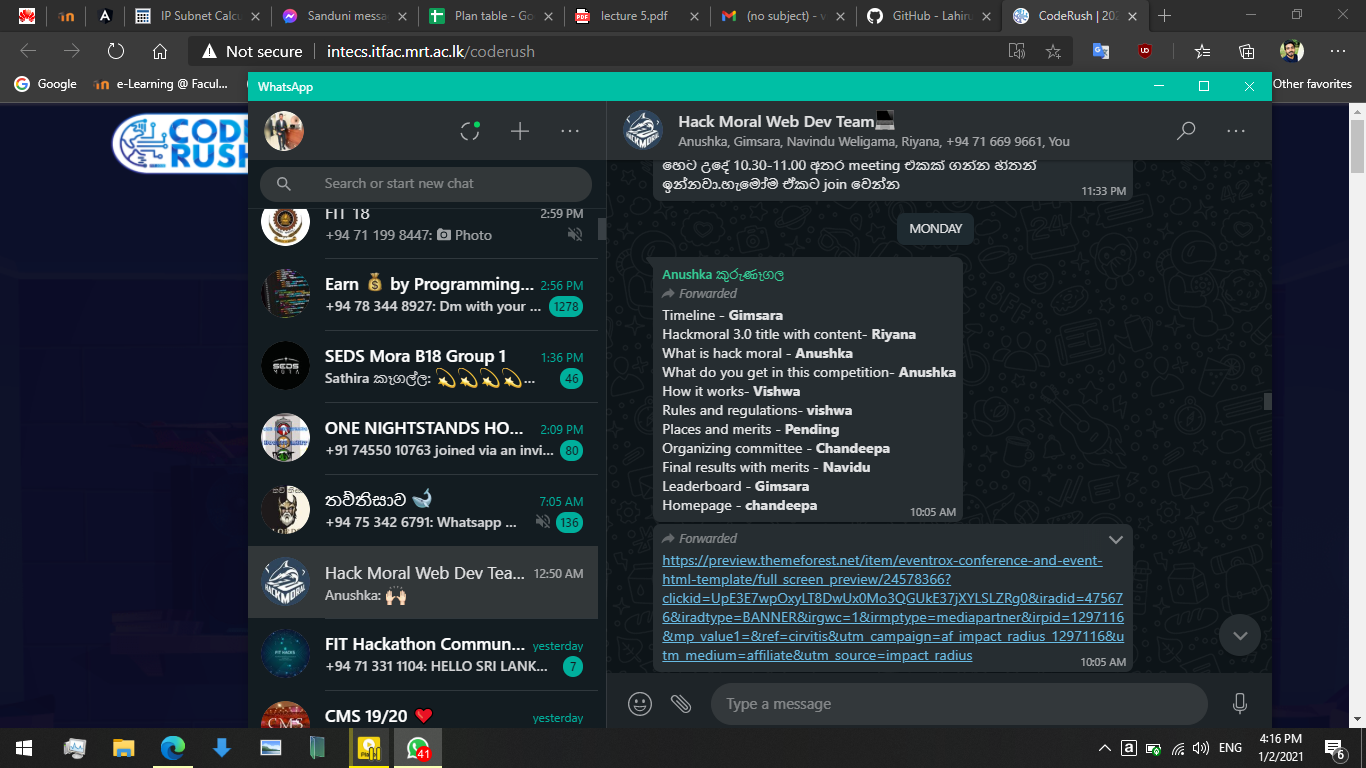 IP Subnet Calcu
Sanduni messa
Plan table - Go
lecture 5.pdf
(no subject) - v
GitHub - Lahin
CodeRush | 202
Not secure
intecs.itfac.mrt.ac.lk/coderush
Google
e-Learning @ Facul...
Other favorites
CODE
RUSH
WhatsApp
Search or start new chat
FIT 18
2:59 PM
+94 71 199 8447: Photo
Earn 💰 by Programming...
2:56 PM
+94 78 344 8927: Dm with your ...
1278
SEDS Mora B18 Group 1
1:36 PM
Sathira කෑගල්ල: 💫💫💫💫...
46
ONE NIGHTSTANDS HO...
2:09 PM
+91 74550 10763 joined via an invi...
80
තව්තිසාව 🐋
7:05 AM
+94 75 342 6791: Whatsapp ...
136
Hack Moral Web Dev Tea...
12:50 AM
Anushka: 🙌🏻
FIT Hackathon Commun...
yesterday
+94 71 331 1104: HELLO SRI LANK...
7
CMS 19/20 ❤️
yesterday
Hack Moral Web Dev Team💻
Anushka, Gimsara, Navindu Weligama, Riyana, +94 71 669 9661, You
හෙට උදේ 10.30-11.00 අතර meeting එකක් ගන්න හිතන්
ඉන්නවා.හැමෝම ඒකට join වෙන්න
11:33 PM
MONDAY
Anushka කුරුණෑගල
Forwarded
Timeline - Gimsara
Hackmoral 3.0 title with content- Riyana
What is hack moral - Anushka
What do you get in this competition- Anushka
How it works- Vishwa
Rules and regulations- vishwa
Places and merits - Pending
Organizing committee - Chandeepa
Final results with merits - Navidu
Leaderboard - Gimsara
Homepage - chandeepa
10:05 AM
Forwarded
https://preview.themeforest.net/item/eventrox-conference-and-event-
html-template/full_screen_preview/24578366?
clickid=UpE3E7wpOxyLT8DwUx0Mo3QGUkE37jXYLSLZRg0&iradid=47567
6&iradtype=BANNER&irgwc=1&irmptype=mediapartner&irpid=1297116
&mp_value1=&ref=cirvitis&utm_campaign=af_impact_radius_1297116&u
tm_medium=affiliate&utm_source=impact_radius
10:05 AM
Type a message
41
ENG
4:16 PM
1/2/2021
6